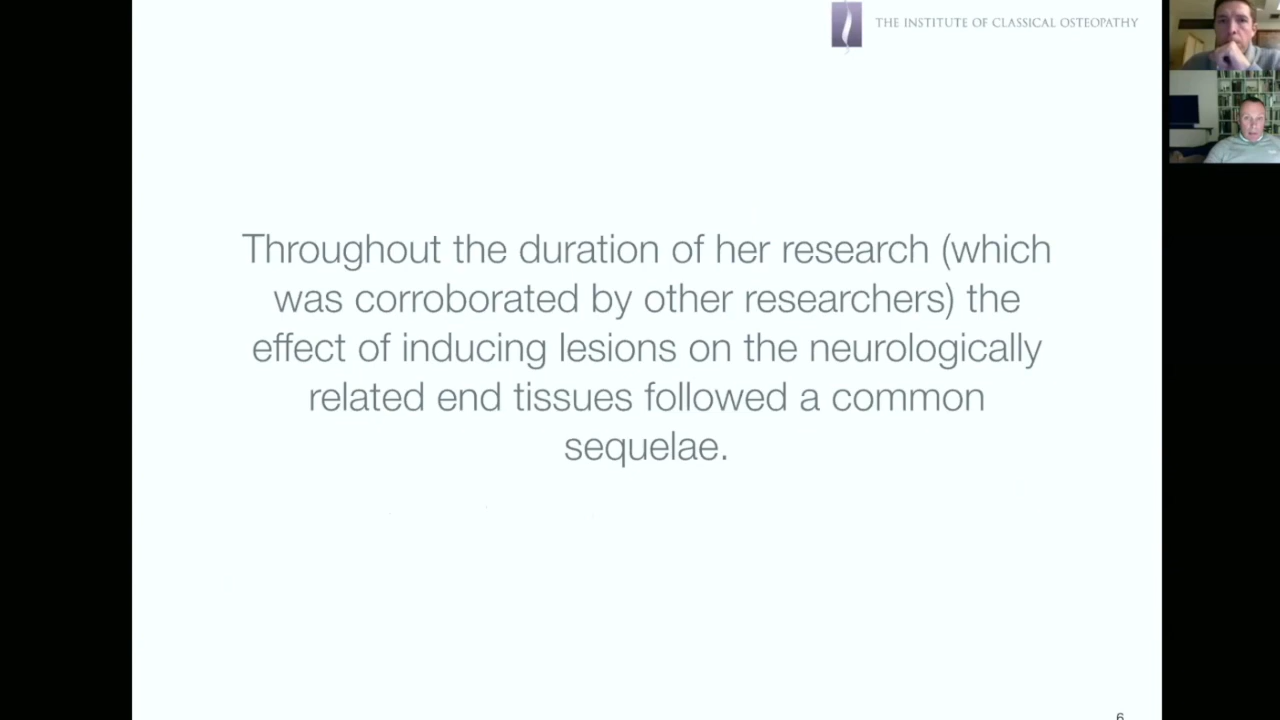 THE INSTITUTE OF CLASSICAL OSTEOPATHY
Throughout the duration of her research (which
was corroborated by other researchers) the
effect of inducing lesions on the neurologically
related end tissues followed a common
sequelae.
6